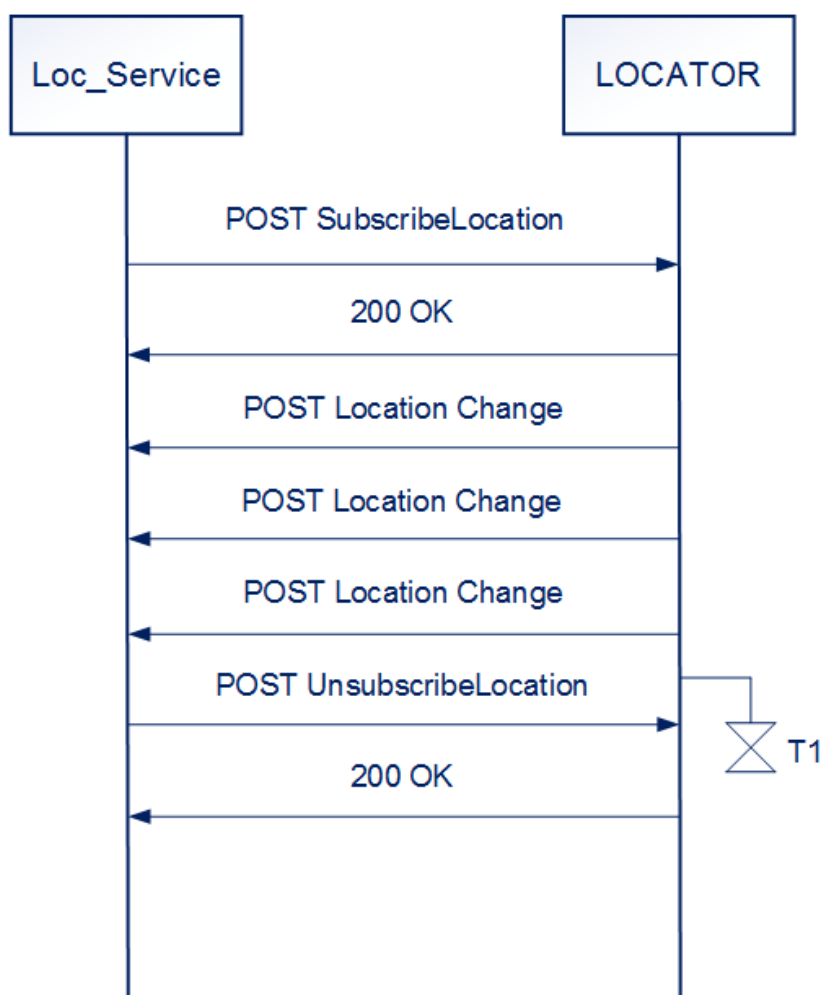 Loc_Service
LOCATOR
POST SubscribeLocation
200 OK
POST Location Change
POST Location Change
POST Location Change
POST UnsubscribeLocation
T1
200 OK